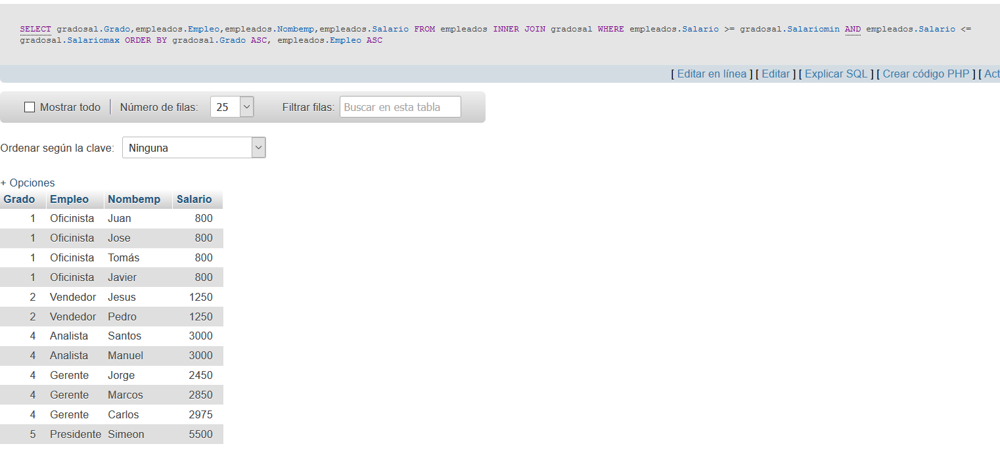 SELECT gradosal.Grado,empleados.Empleo,empleados.Nombemp,empleados.Salario FROM empleados INNER JOIN gradosal WHERE empleados.Salario >= gradosal.Salariomin AND empleados.Salario <=
gradosal.Salariomax ORDER BY gradosal.Grado ASC, empleados.Empleo ASC
[ Editar en línea ] [ Editar ] [ Explicar SQL ] [ Crear código PHP ] [ Act
Mostrar todo Número de filas: 25 Filtrar filas: Buscar en esta tabla
Ordenar según la clave: Ninguna
+ Opciones
Grado Empleo Nombemp Salario
1 Oficinista Juan 800
1 Oficinista Jose 800
1 Oficinista Tomás 800
1 Oficinista Javier 800
2 Vendedor Jesus 1250
2 Vendedor Pedro 1250
4 Analista Santos 3000
4 Analista Manuel 3000
4 Gerente Jorge 2450
4 Gerente Marcos 2850
4 Gerente Carlos 2975
5 Presidente Simeon 5500